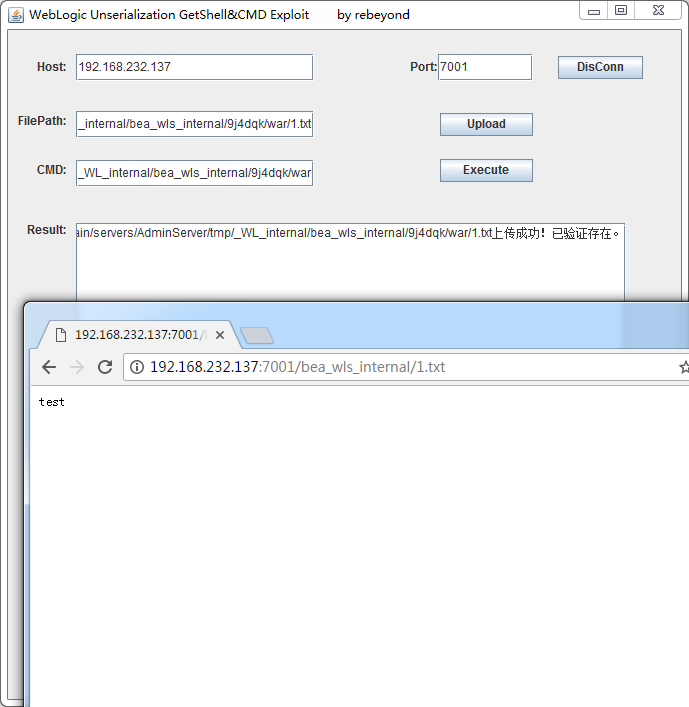 WebLogic Unserialization GetShell&CMD Exploit by rebeyond
Host: 192.168.232.137 Port: 7001 DisConn
FilePath: _internal/bea_wls_internal/9j4dqk/war/1.txt Upload
CMD: _WL_internal/bea_wls_internal/9j4dqk/war Execute
Result: ain/servers/AdminServer/tmp/_WL_internal/bea_wls_internal/9j4dqk/war/1.txt上传成功！已验证存在。
192.168.232.137:7001/
192.168.232.137:7001/bea_wls_internal/1.txt
test